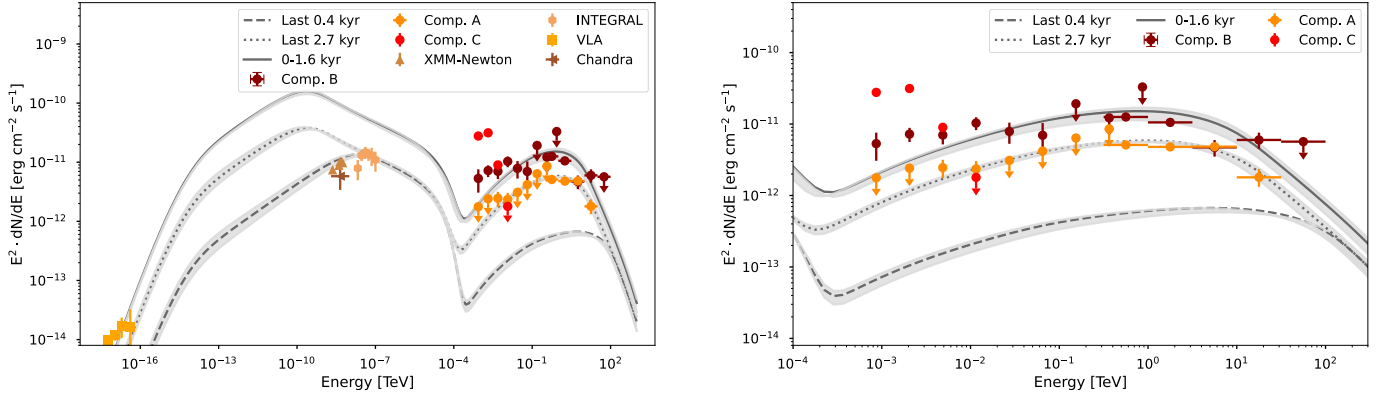 Last 0.4 kyr
Last 2.7 kyr
0-1.6 kyr
Comp. B
Comp. A
Comp. C
XMM-Newton
INTEGRAL
VLA
Chandra
10⁻⁹
10⁻¹⁰
10⁻¹¹
10⁻¹²
10⁻¹³
10⁻¹⁴
E² · dN/dE [erg cm⁻² s⁻¹]
10⁻¹⁶ 10⁻¹³ 10⁻¹⁰ 10⁻⁷ 10⁻⁴ 10⁻¹ 10²
Energy [TeV]
Last 0.4 kyr
Last 2.7 kyr
0-1.6 kyr
Comp. B
Comp. A
Comp. C
10⁻¹⁰
10⁻¹¹
10⁻¹²
10⁻¹³
10⁻¹⁴
E² · dN/dE [erg cm⁻² s⁻¹]
10⁻⁴ 10⁻³ 10⁻² 10⁻¹ 10⁰ 10¹ 10²
Energy [TeV]